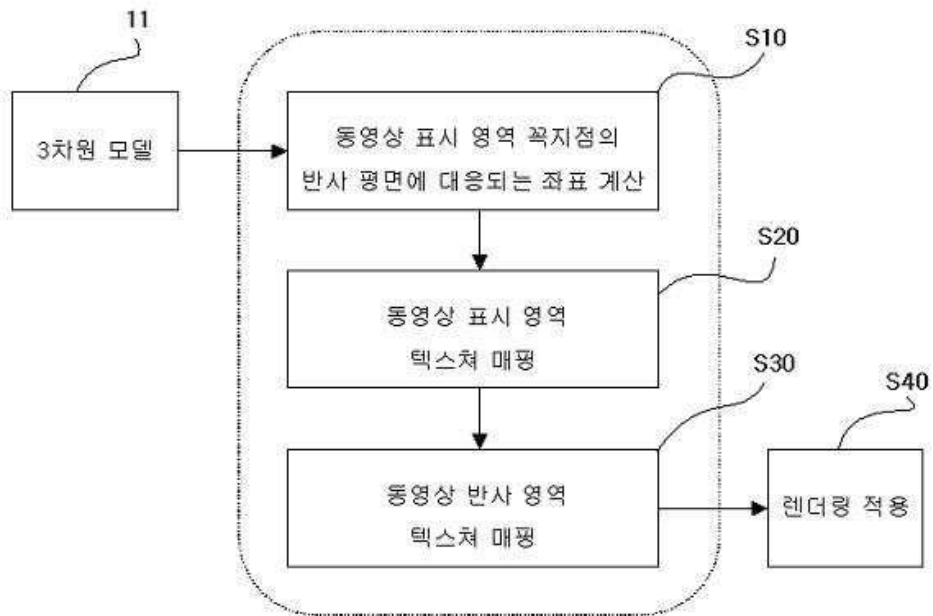 11
3차원 모델
S10
동영상 표시 영역 꼭지점의
반사 평면에 대응되는 좌표 계산
S20
동영상 표시 영역
텍스쳐 매핑
S30
동영상 반사 영역
텍스쳐 매핑
S40
렌더링 적용